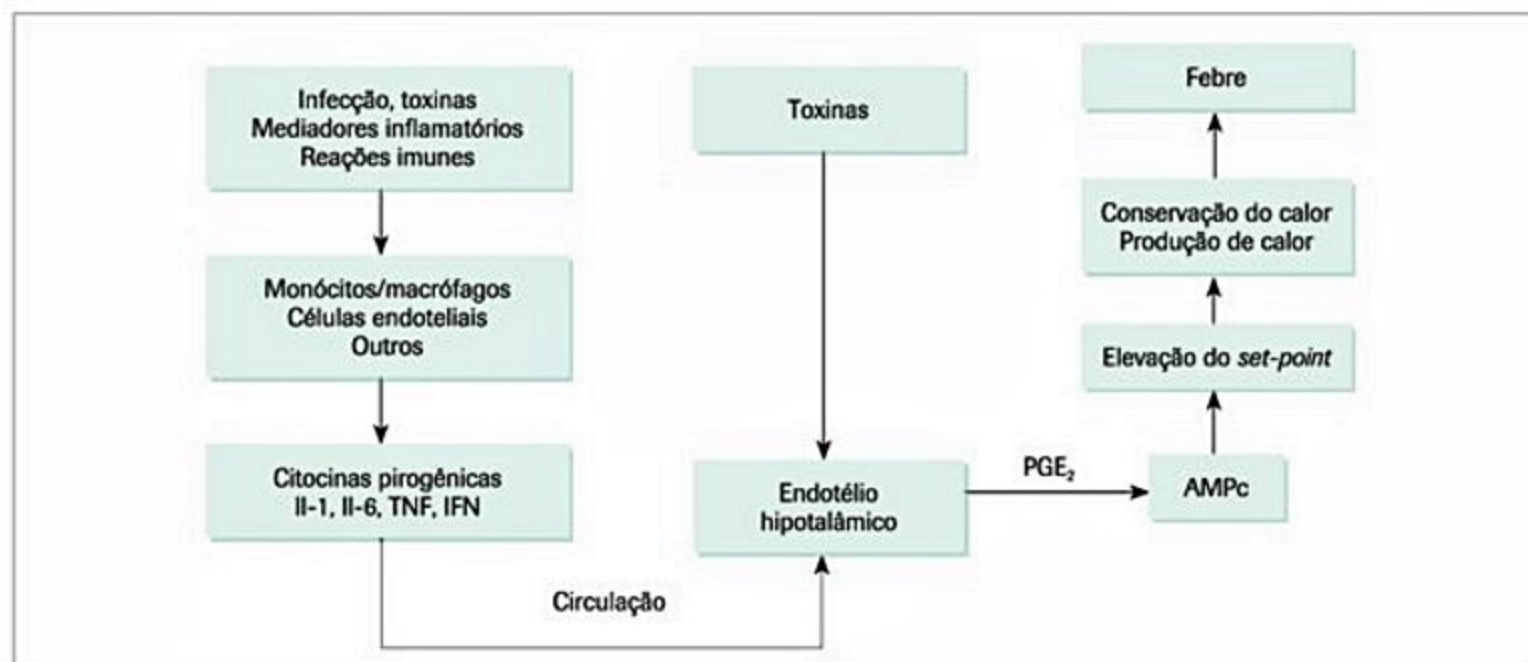 Infecção, toxinas
Mediadores inflamatórios
Reações imunes
Monócitos/macrófagos
Células endoteliais
Outros
Citocinas pirogênicas
Il-1, Il-6, TNF, IFN
Circulação
Toxinas
Endotélio
hipotalâmico
PGE₂
AMPc
Elevação do set-point
Conservação do calor
Produção de calor
Febre